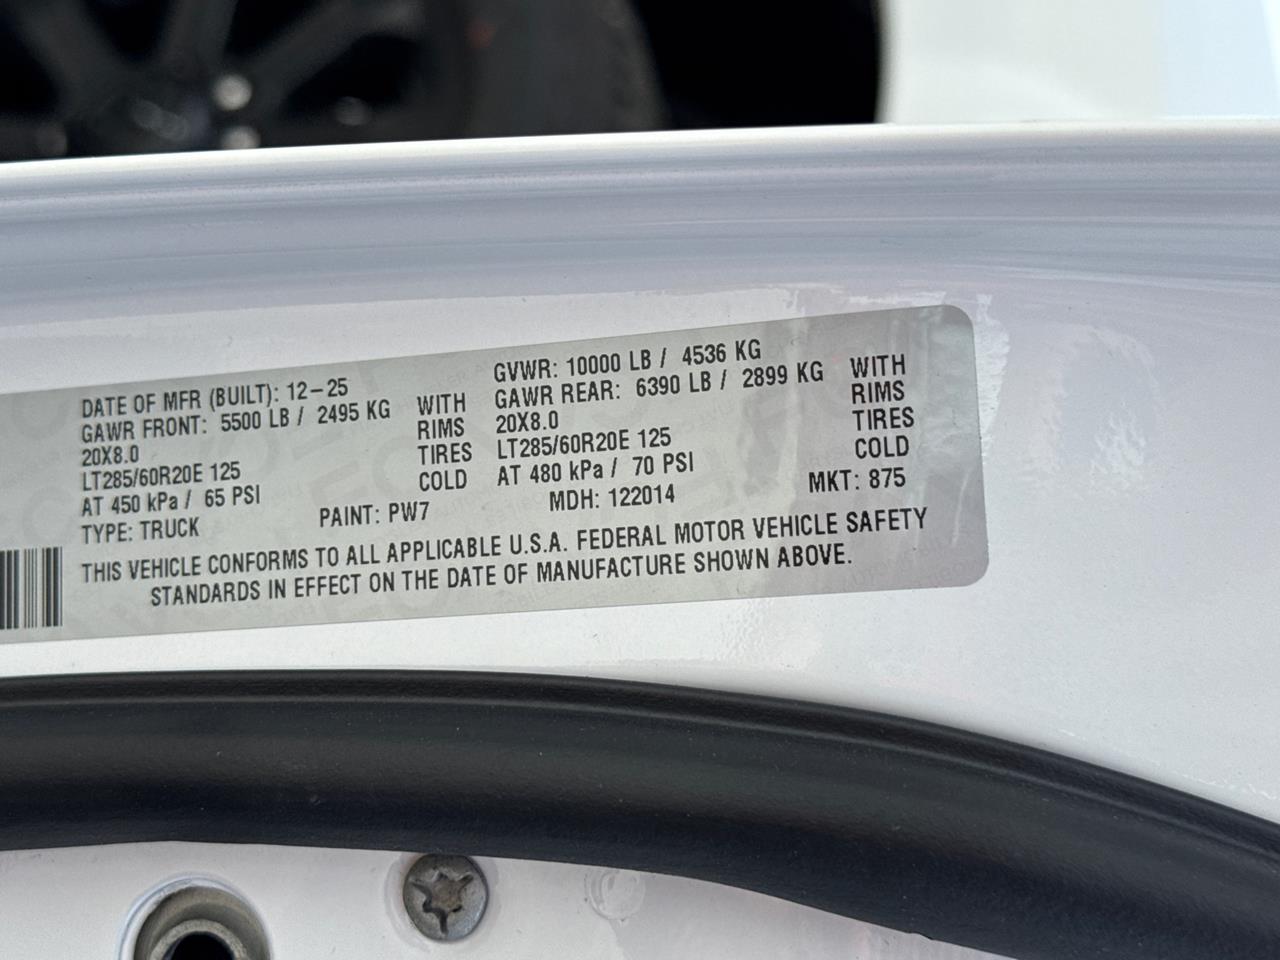 DATE OF MFR (BUILT): 12-25
GAWR FRONT: 5500 LB / 2495 KG WITH
20X8.0 RIMS
LT285/60R20E 125 TIRES
AT 450 kPa / 65 PSI COLD
GVWR: 10000 LB / 4536 KG
GAWR REAR: 6390 LB / 2899 KG WITH
20X8.0 RIMS
LT285/60R20E 125 TIRES
AT 480 kPa / 70 PSI COLD
TYPE: TRUCK PAINT: PW7 MDH: 122014 MKT: 875
THIS VEHICLE CONFORMS TO ALL APPLICABLE U.S.A. FEDERAL MOTOR VEHICLE SAFETY
STANDARDS IN EFFECT ON THE DATE OF MANUFACTURE SHOWN ABOVE.